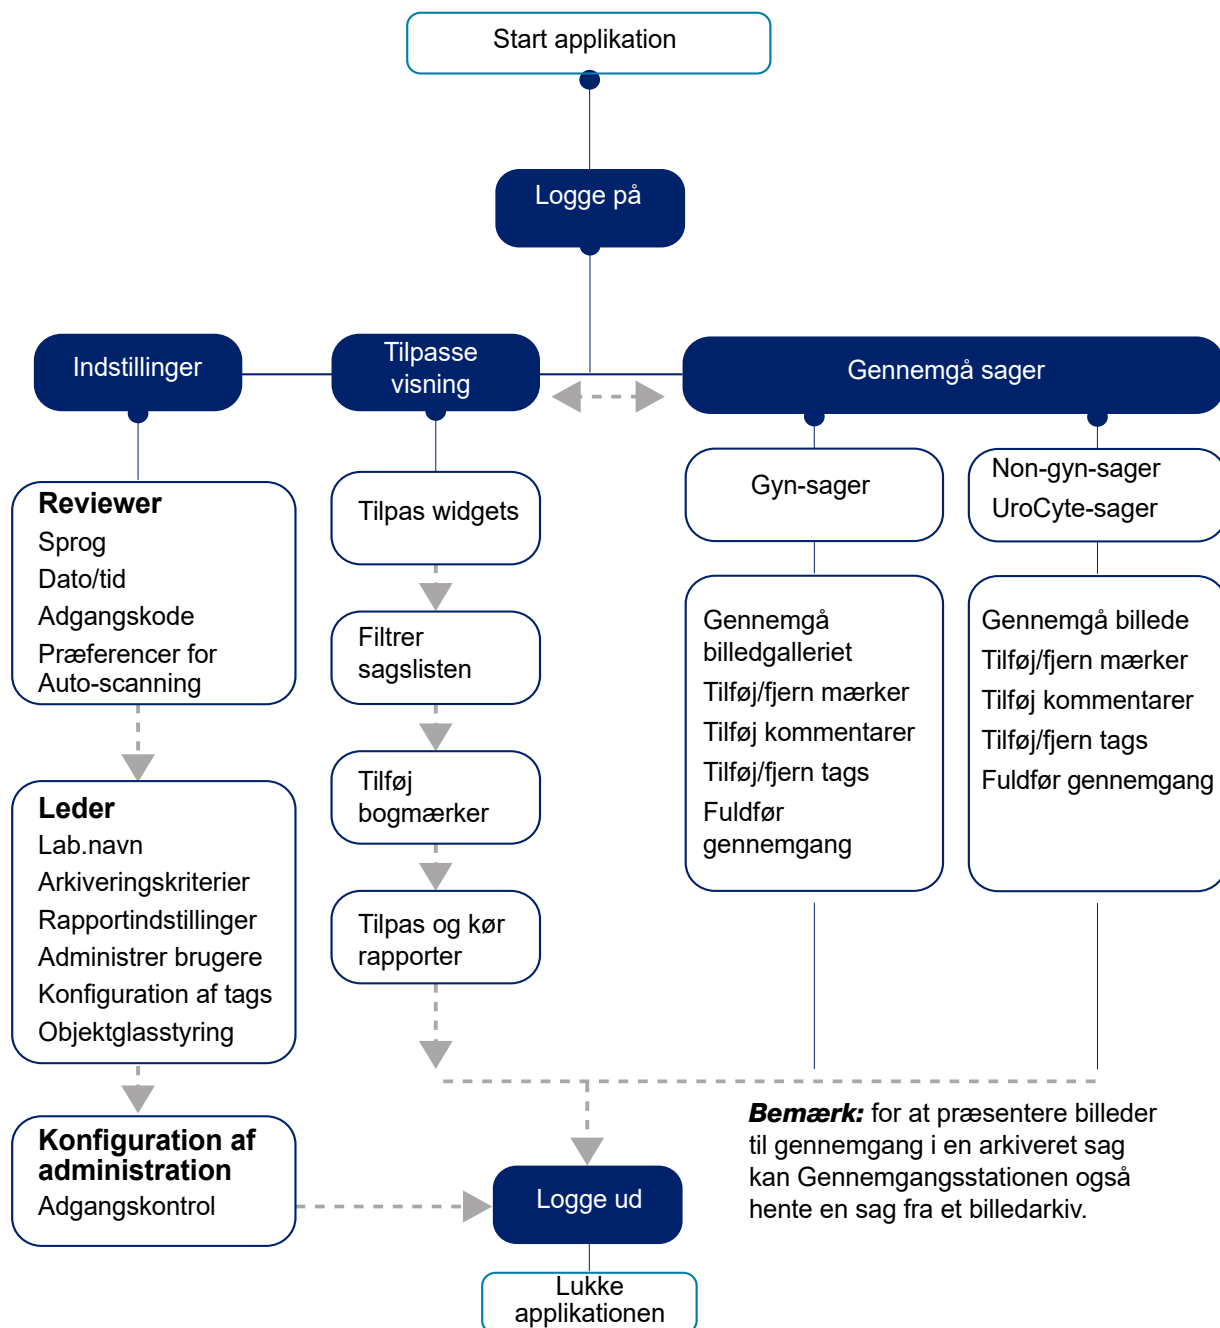 Start applikation
Logge på
Indstillinger
Tilpasse
visning
Gennemgå sager
Reviewer
Sprog
Dato/tid
Adgangskode
Præferencer for
Auto-scanning
Leder
Lab.navn
Arkiveringskriterier
Rapportindstillinger
Administrer brugere
Konfiguration af tags
Objektglasstyring
Konfiguration af
administration
Adgangskontrol
Tilpas widgets
Filtrer
sagslisten
Tilføj
bogmærker
Tilpas og kør
rapporter
Gyn-sager
Gennemgå
billedgalleriet
Tilføj/fjern mærker
Tilføj kommentarer
Tilføj/fjern tags
Fuldfør
gennemgang
Non-gyn-sager
UroCyte-sager
Gennemgå billede
Tilføj/fjern mærker
Tilføj kommentarer
Tilføj/fjern tags
Fuldfør gennemgang
Bemærk: for at præsentere billeder
til gennemgang i en arkiveret sag
kan Gennemgangsstationen også
hente en sag fra et billedarkiv.
Logge ud
Lukke
applikationen